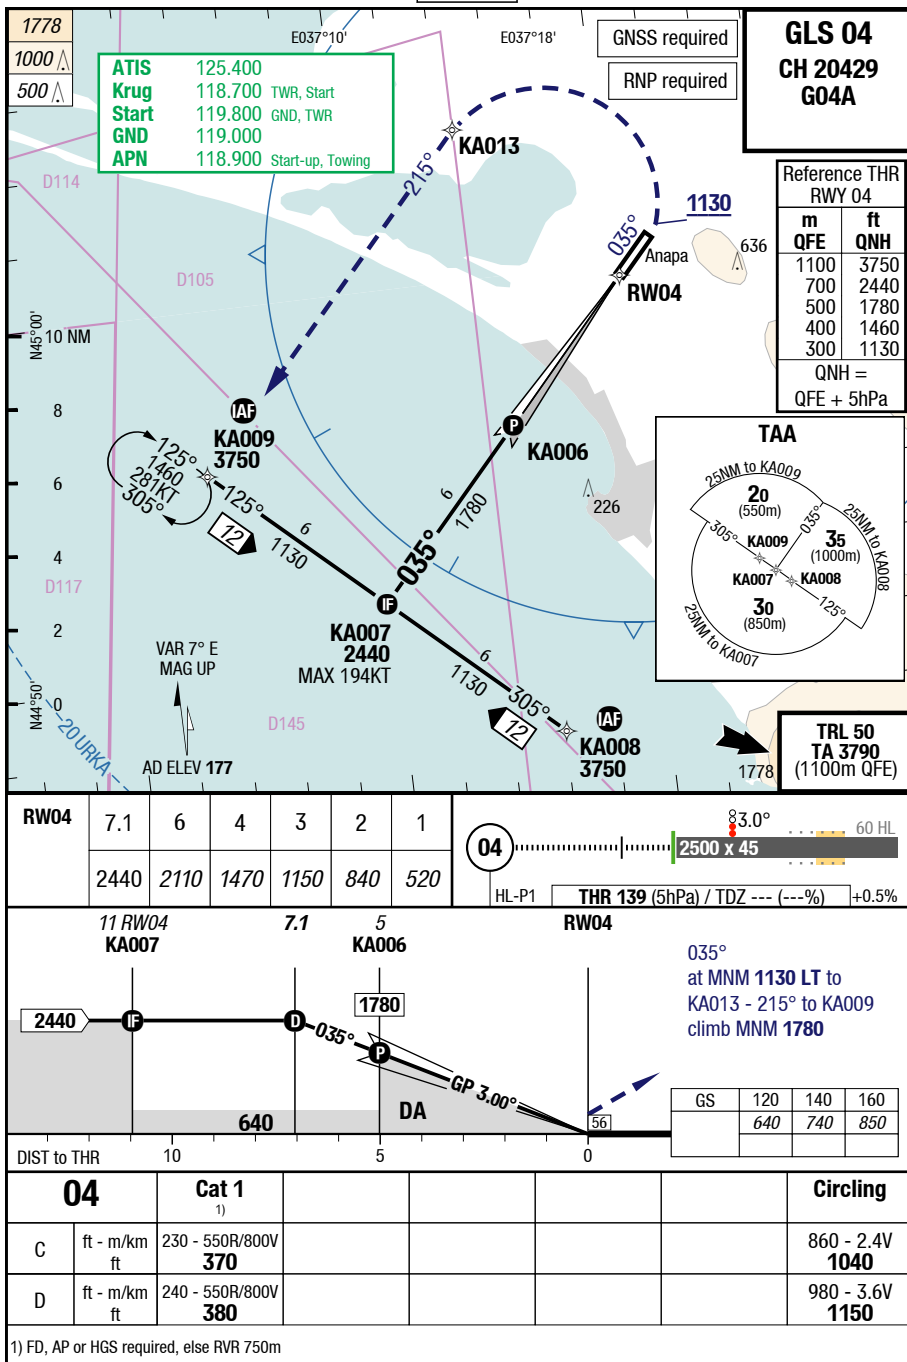 1778
1000
500
E037°10'
E037°18'
GNSS required
RNP required
GLS 04
CH 20429
G04A
ATIS 125.400
Krug 118.700 TWR, Start
Start 119.800 GND, TWR
GND 119.000
APN 118.900 Start-up, Towing
D114
KA013
215°
D105
1130
035°
Anapa
636
RW04
Reference THR
RWY 04
m ft
QFE QNH
1100 3750
700 2440
500 1780
400 1460
300 1130
QNH =
QFE + 5hPa
N45°00'
10 NM
8
6
4
2
0
N44°50'
IAF
KA009
3750
125°
1460
281KT
305°
125°
12
6
1130
P
KA006
6
1780
035°
226
D117
IF
KA007
2440
MAX 194KT
6
1130
305°
12
IAF
KA008
3750
VAR 7° E
MAG UP
D145
20 URKA
AD ELEV 177
TAA
25NM to KA009
20
(550m)
305°
035°
KA009
35
(1000m)
25NM to KA008
KA007
KA008
30
(850m)
125°
25NM to KA007
1778
TRL 50
TA 3790
(1100m QFE)
RW04 7.1 6 4 3 2 1
2440 2110 1470 1150 840 520
04
3.0°
60 HL
2500 x 45
HL-P1
THR 139 (5hPa) / TDZ --- (---%)
+0.5%
11 RW04 7.1 5 RW04
KA007 KA006
2440
IF
D
035°
1780
P
GP 3.00°
640
DA
56
035°
at MNM 1130 LT to
KA013 - 215° to KA009
climb MNM 1780
GS 120 140 160
640 740 850
DIST to THR 10 5 0
04 Cat 1 Circling
1)
C ft - m/km 230 - 550R/800V 860 - 2.4V
ft 370 1040
D ft - m/km 240 - 550R/800V 980 - 3.6V
ft 380 1150
1) FD, AP or HGS required, else RVR 750m